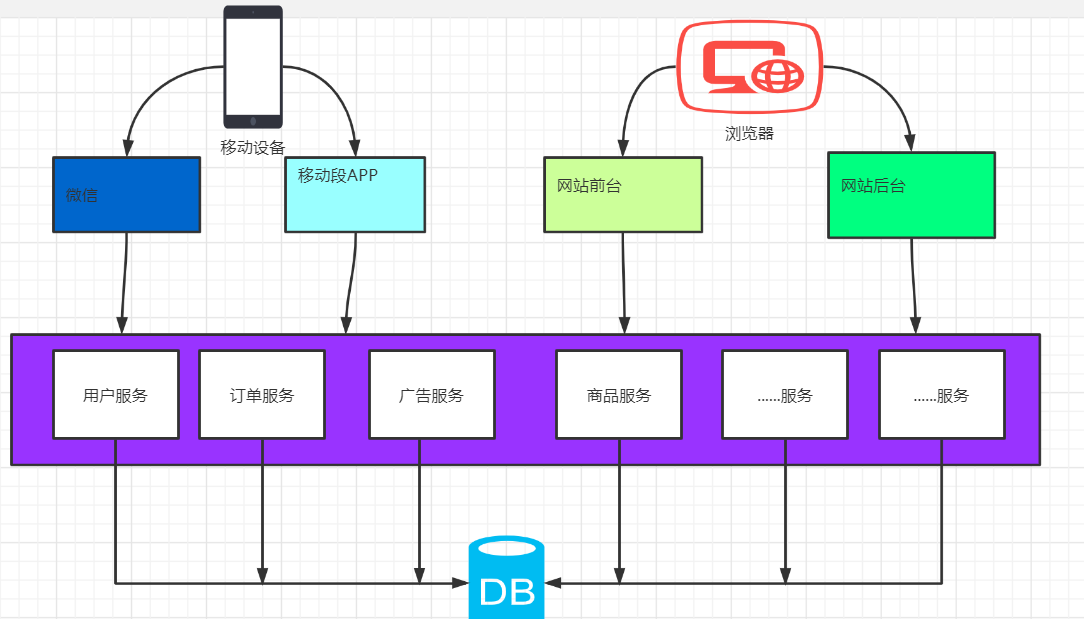 移动设备
浏览器
微信
移动段APP
网站前台
网站后台
用户服务
订单服务
广告服务
商品服务
......服务
......服务
DB